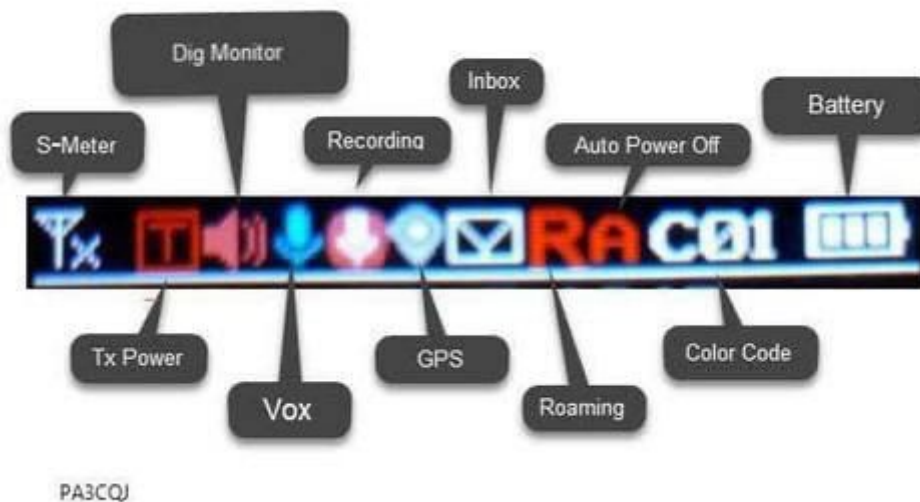 Dig Monitor
Inbox
Battery
S-Meter
Recording
Auto Power Off
Tx
T
RA
C01
Tx Power
GPS
Color Code
Vox
Roaming
PA3CQJ